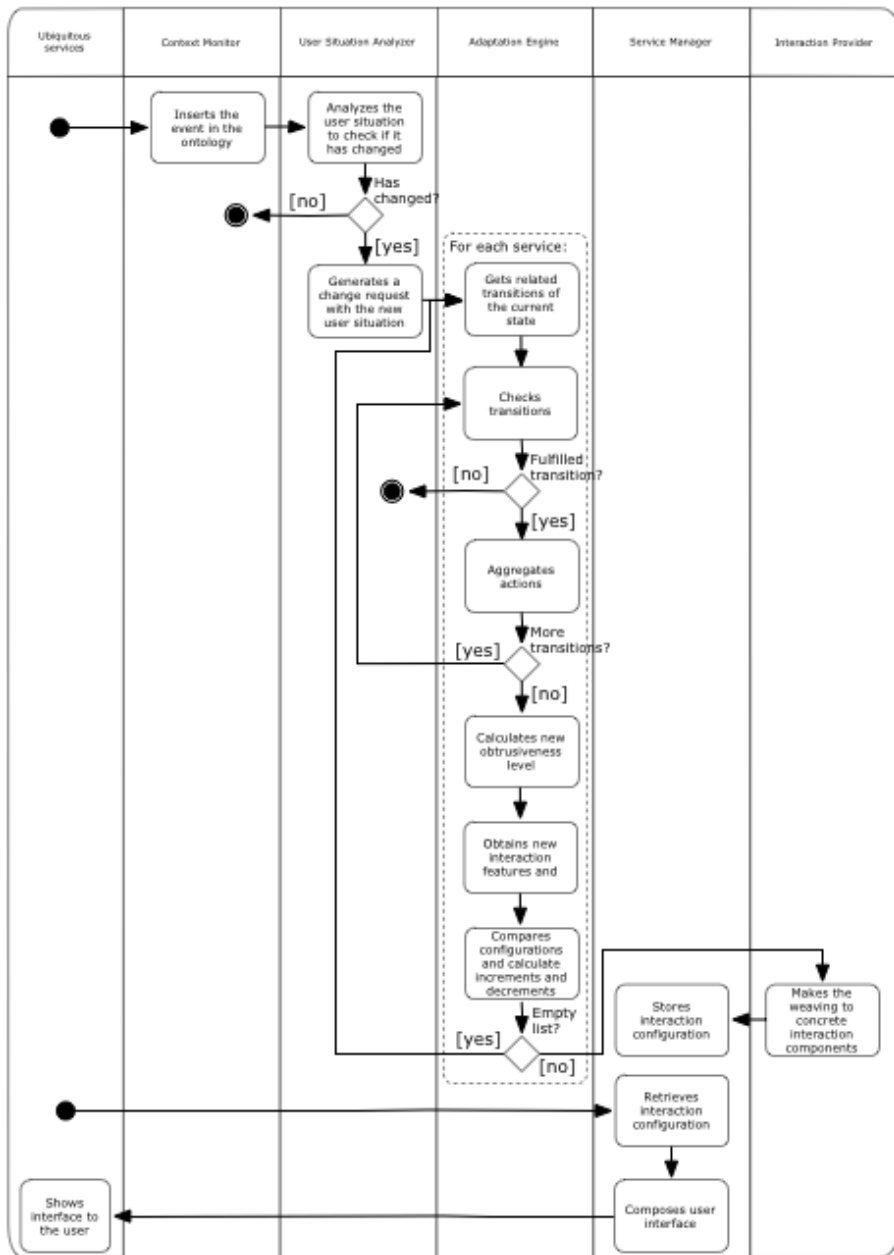 Ubiquitous
services
Context Monitor
User Situation Analyzer
Adaptation Engine
Service Manager
Interaction Provider
Inserts the
event in the
ontology
Analyzes the
user situation
to check if it
has changed
Has
changed?
[no]
[yes]
Generates a
change request
with the new
user situation
For each service:
Gets related
transitions of
the current
state
Checks
transitions
Fulfilled
transition?
[no]
[yes]
Aggregates
actions
More
transitions?
[yes]
[no]
Calculates new
obtrusiveness
level
Obtains new
interaction
features and
Compares
configurations
and calculate
increments and
decrements
Empty
list?
[yes]
[no]
Stores
interaction
configuration
Makes the
weaving to
concrete
interaction
components
Retrieves
interaction
configuration
Shows
interface to
the user
Composes user
interface